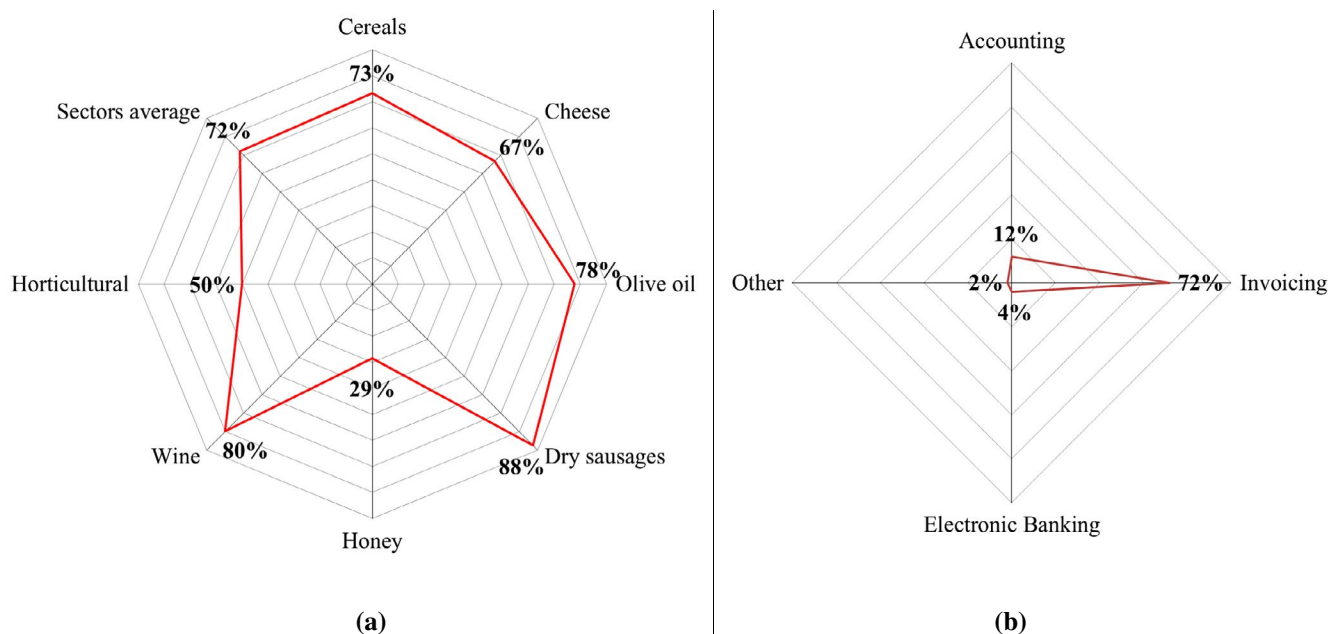 Cereals
73%
Sectors average
72%
Cheese
67%
Horticultural
50%
78%
Olive oil
29%
Wine
80%
88%
Dry sausages
Honey
(a)
Accounting
12%
Other
2%
72%
Invoicing
4%
Electronic Banking
(b)